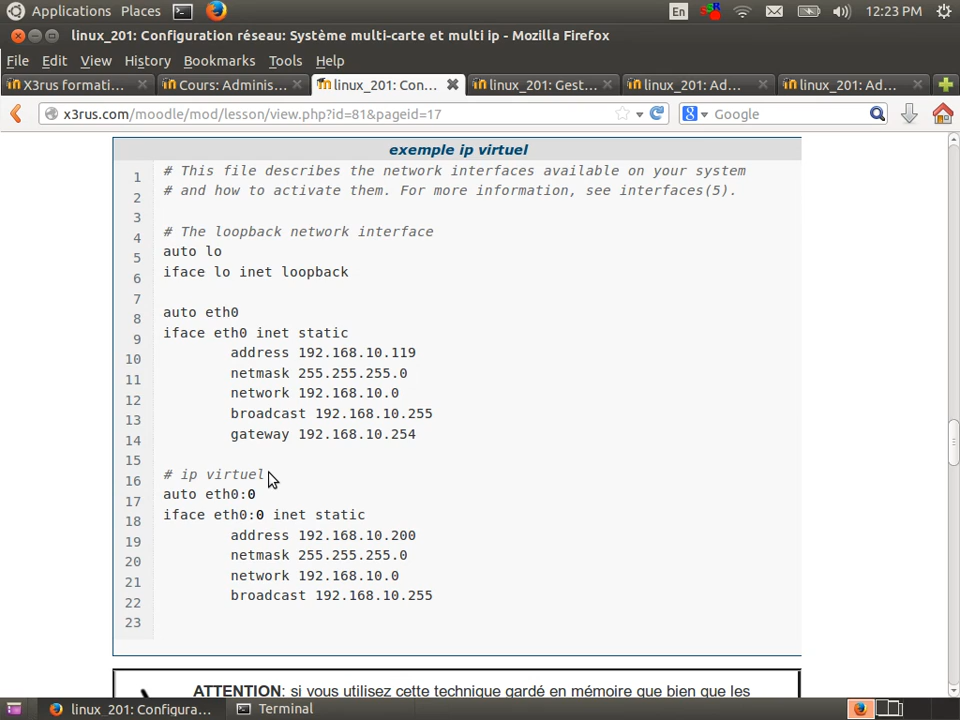 Applications Places En 12:23 PM
linux_201: Configuration réseau: Système multi-carte et multi ip - Mozilla Firefox
File Edit View History Bookmarks Tools Help
X3rus formati... Cours: Adminis... linux_201: Con... linux_201: Gest... linux_201: Ad... linux_201: Ad...
x3rus.com/moodle/mod/lesson/view.php?id=81&pageid=17 Google
exemple ip virtuel
1 # This file describes the network interfaces available on your system
2 # and how to activate them. For more information, see interfaces(5).
3
4 # The loopback network interface
5 auto lo
6 iface lo inet loopback
7
8 auto eth0
9 iface eth0 inet static
10 address 192.168.10.119
11 netmask 255.255.255.0
12 network 192.168.10.0
13 broadcast 192.168.10.255
14 gateway 192.168.10.254
15
16 # ip virtuel
17 auto eth0:0
18 iface eth0:0 inet static
19 address 192.168.10.200
20 netmask 255.255.255.0
21 network 192.168.10.0
22 broadcast 192.168.10.255
23
ATTENTION: si vous utilisez cette technique gardé en mémoire que bien que les
linux_201: Configura... Terminal